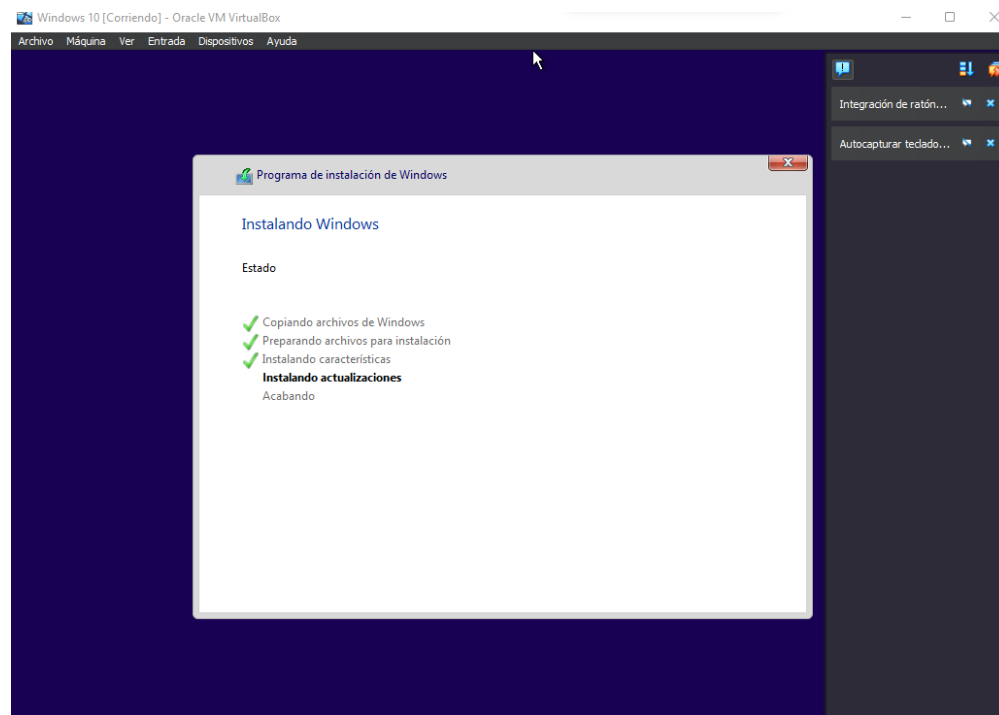 Windows 10 [Corriendo] - Oracle VM VirtualBox
Archivo Máquina Ver Entrada Dispositivos Ayuda
Integración de ratón...
Autocapturar teclado...
Programa de instalación de Windows
Instalando Windows
Estado
Copiando archivos de Windows
Preparando archivos para instalación
Instalando características
Instalando actualizaciones
Acabando